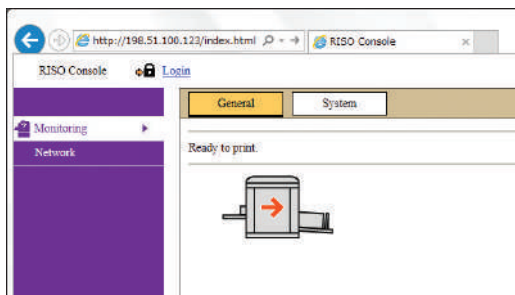 http://198.51.100.123/index.html
RISO Console
RISO Console
Login
General
System
Monitoring
Network
Ready to print.